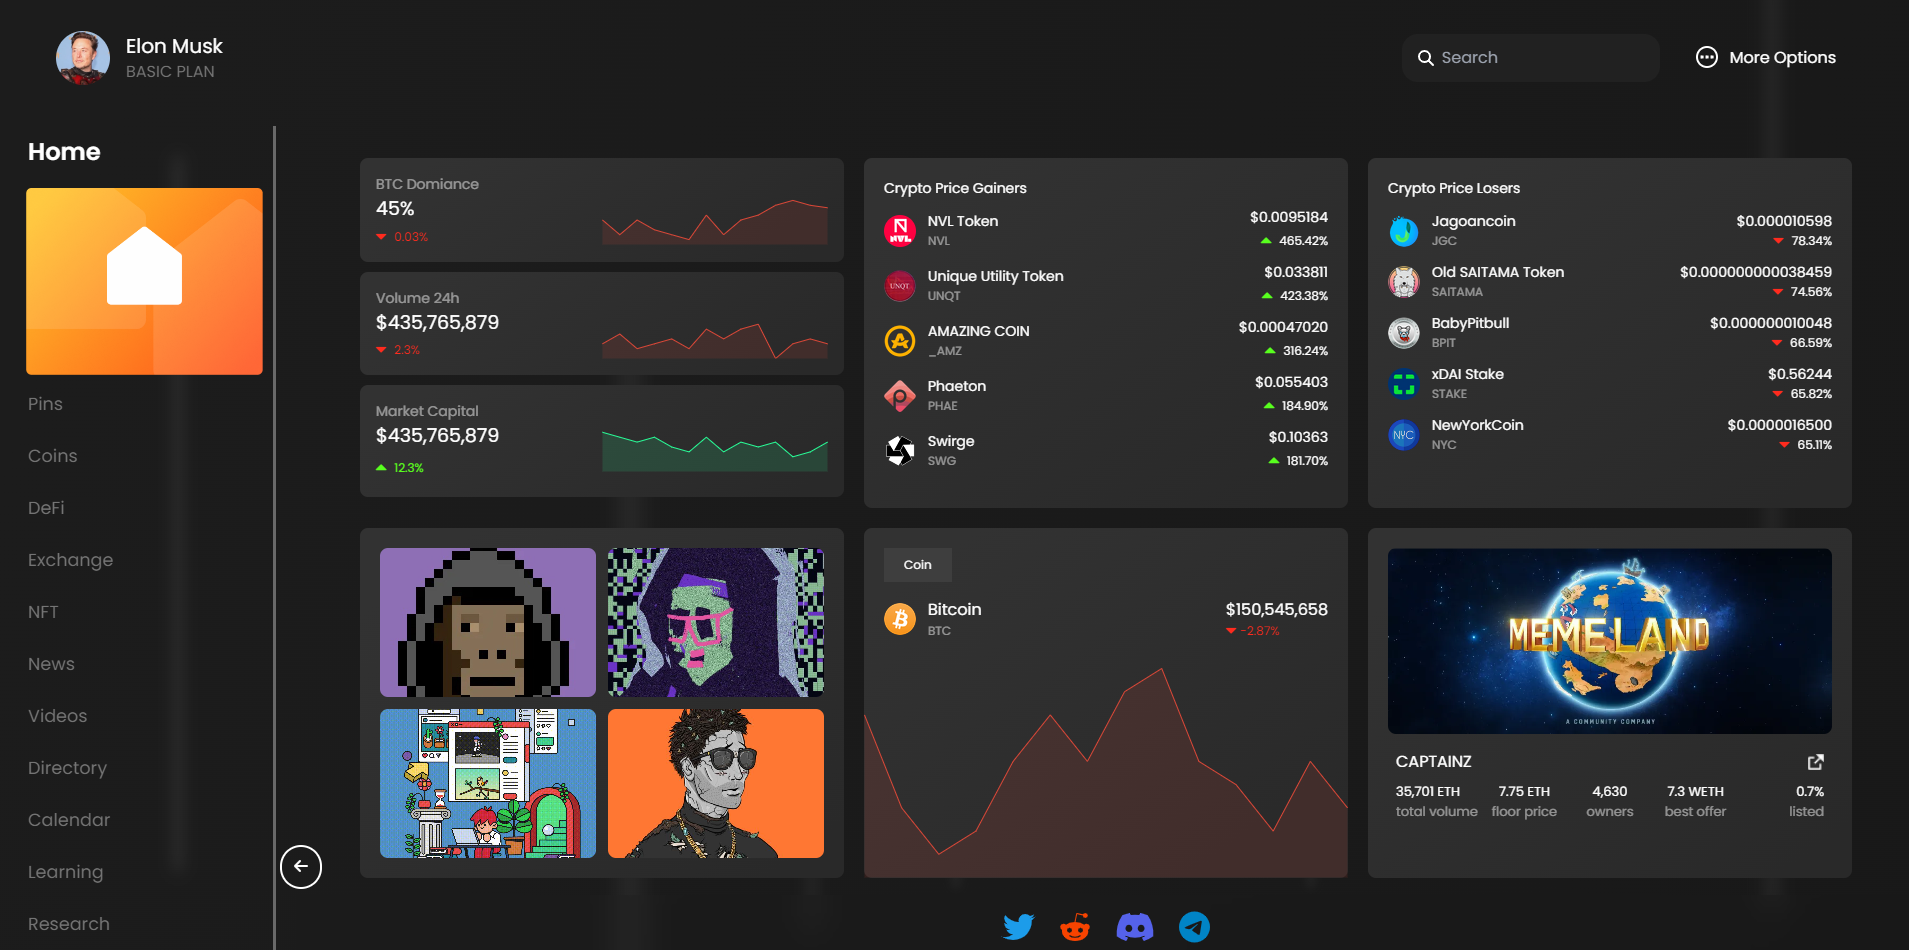 Elon Musk
BASIC PLAN
Search
More Options
Home
Pins
Coins
DeFi
Exchange
NFT
News
Videos
Directory
Calendar
Learning
Research
BTC Domiance
45%
0.03%
Volume 24h
$435,765,879
2.3%
Market Capital
$435,765,879
12.3%
Crypto Price Gainers
NVL
NVL Token
$0.0095184
NVL
465.42%
UNQT
Unique Utility Token
$0.033811
UNQT
423.38%
AMAZING COIN
$0.00047020
_AMZ
316.24%
Phaeton
$0.055403
PHAE
184.90%
Swirge
$0.10363
SWG
181.70%
Crypto Price Losers
Jagoancoin
$0.000010598
JGC
78.34%
Old SAITAMA Token
$0.000000000038459
SAITAMA
74.56%
BabyPitbull
$0.000000010048
BPIT
66.59%
xDAI Stake
$0.56244
STAKE
65.82%
NYC
NewYorkCoin
$0.0000016500
NYC
65.11%
Coin
Bitcoin
$150,545,658
BTC
-2.87%
MEMELAND
A COMMUNITY COMPANY
CAPTAINZ
35,701 ETH
total volume
7.75 ETH
floor price
4,630
owners
7.3 WETH
best offer
0.7%
listed